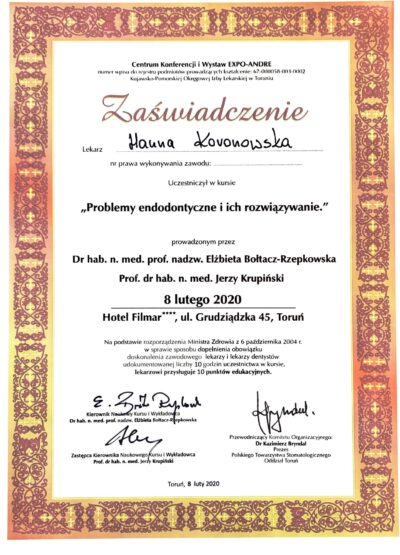 Centrum Konferencji i Wystaw EXPO-ANDRE
numer wpisu do rejestru podmiotów prowadzących kształcenie: 67-000058-003-0002
Kujawsko-Pomorskiej Okręgowej Izby Lekarskiej w Toruniu
Zaświadczenie
Lekarz Hanna Kovonowska
nr prawa wykonywania zawodu:
Uczestniczył w kursie
„Problemy endodontyczne i ich rozwiązywanie."
prowadzonym przez
Dr hab. n. med. prof. nadzw. Elżbieta Bołtacz-Rzepkowska
Prof. dr hab. n. med. Jerzy Krupiński
8 lutego 2020
Hotel Filmar****, ul. Grudziądzka 45, Toruń
Na podstawie rozporządzenia Ministra Zdrowia z 6 października 2004 r.
w sprawie sposobu dopełnienia obowiązku
doskonalenia zawodowego lekarzy i lekarzy dentystów
udokumentowanej liczby 10 godzin uczestnictwa w kursie,
lekarzowi przysługuje 10 punktów edukacyjnych.
Kierownik Naukowy Kursu i Wykładowca
Dr hab. n. med. prof. nadzw. Elżbieta Bołtacz-Rzepkowska
Zastępca Kierownika Naukowego Kursu i Wykładowca
Prof. dr hab. n. med. Jerzy Krupiński
Przewodniczący Komitetu Organizacyjnego:
Dr Kazimierz Bryndal
Prezes
Polskiego Towarzystwa Stomatologicznego
Oddział Toruń
Toruń, 8 luty 2020